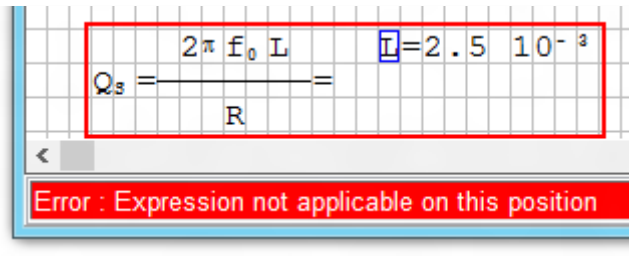 2π f₀ L L=2.5 10⁻³
Qₛ = =
R
Error : Expression not applicable on this position